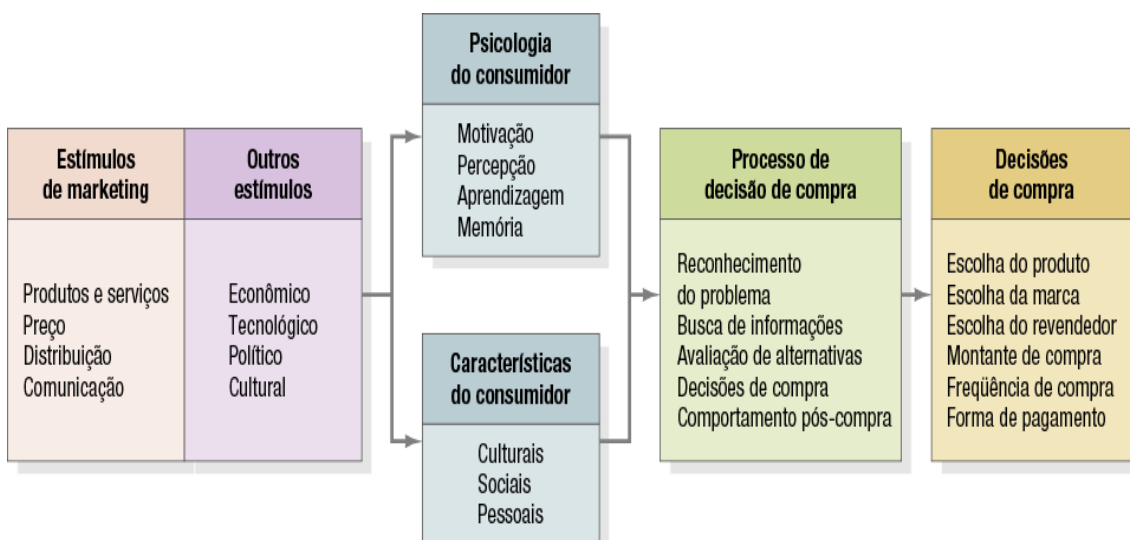 Estímulos
de marketing
Produtos e serviços
Preço
Distribuição
Comunicação
Outros
estímulos
Econômico
Tecnológico
Político
Cultural
Psicologia
do consumidor
Motivação
Percepção
Aprendizagem
Memória
Características
do consumidor
Culturais
Sociais
Pessoais
Processo de
decisão de compra
Reconhecimento
do problema
Busca de informações
Avaliação de alternativas
Decisões de compra
Comportamento pós-compra
Decisões
de compra
Escolha do produto
Escolha da marca
Escolha do revendedor
Montante de compra
Freqüência de compra
Forma de pagamento